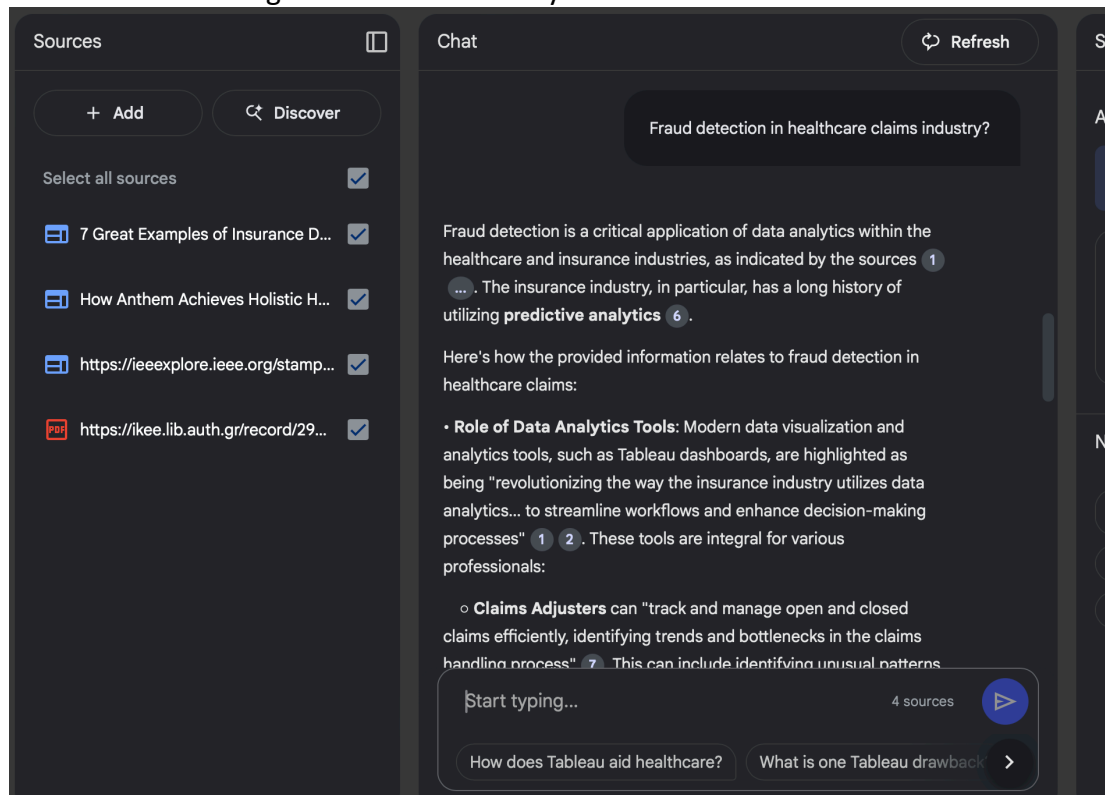 Sources
+ Add
Discover
Select all sources
7 Great Examples of Insurance D...
How Anthem Achieves Holistic H...
https://ieeexplore.ieee.org/stamp...
PDF https://ikee.lib.auth.gr/record/29...
Chat
Refresh
Fraud detection in healthcare claims industry?
Fraud detection is a critical application of data analytics within the
healthcare and insurance industries, as indicated by the sources 1
... . The insurance industry, in particular, has a long history of
utilizing predictive analytics 6 .
Here's how the provided information relates to fraud detection in
healthcare claims:
• Role of Data Analytics Tools: Modern data visualization and
analytics tools, such as Tableau dashboards, are highlighted as
being "revolutionizing the way the insurance industry utilizes data
analytics... to streamline workflows and enhance decision-making
processes" 1 2 . These tools are integral for various
professionals:
○ Claims Adjusters can "track and manage open and closed
claims efficiently, identifying trends and bottlenecks in the claims
handling process" 7 This can include identifying unusual patterns
Start typing...
4 sources
How does Tableau aid healthcare?
What is one Tableau drawback
S
A
N